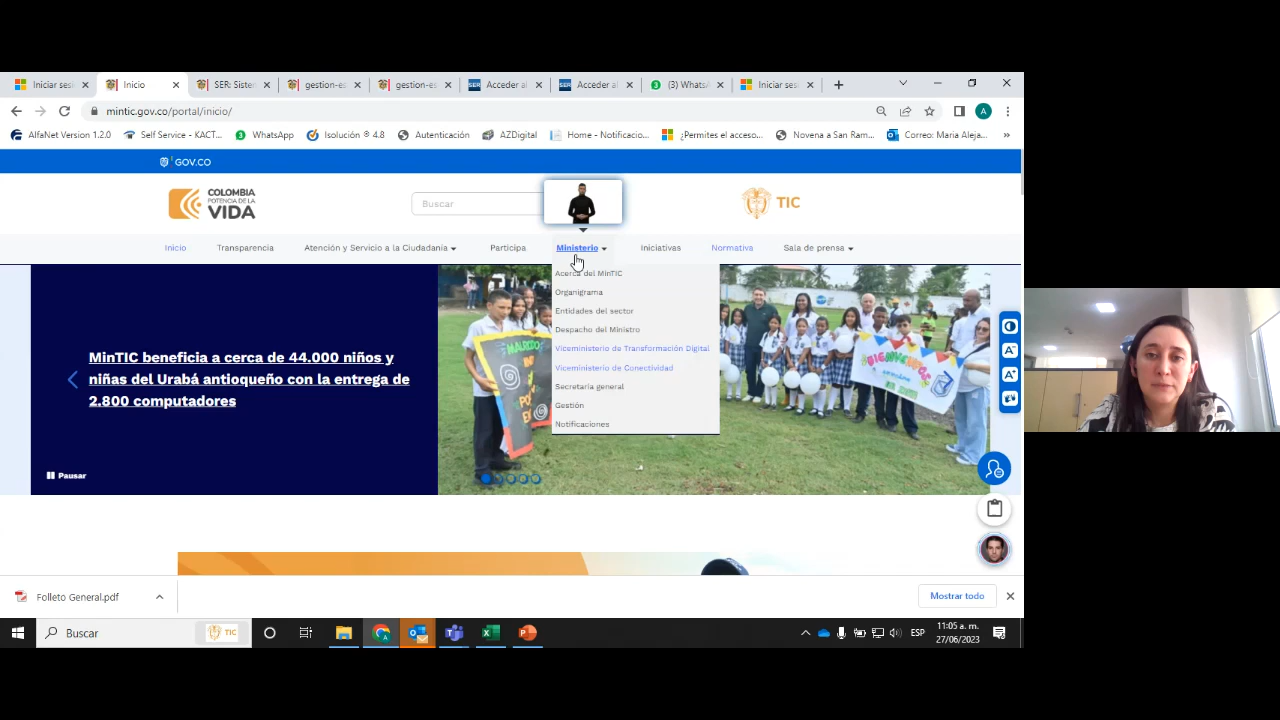 Iniciar ses
Inicio
SER: Sisten
gestion-es
gestion-es
Acceder al
Acceder al
(3) WhatsA
Iniciar ses
mintic.gov.co/portal/inicio/
A
AlfaNet Version 1.2.0
Self Service - KACT...
WhatsApp
Isolución ® 4.8
Autenticación
AZDigital
Home - Notificacio...
¿Permites el acceso...
Novena a San Ram...
Correo: Maria Aleja...
»
GOV.CO
COLOMBIA
POTENCIA DE LA
VIDA
Buscar
TIC
Inicio
Transparencia
Atención y Servicio a la Ciudadanía
Participa
Ministerio
Iniciativas
Normativa
Sala de prensa
Acerca del MinTIC
Organigrama
Entidades del sector
Despacho del Ministro
Viceministerio de Transformación Digital
Viceministerio de Conectividad
Secretaría general
Gestión
Notificaciones
MinTIC beneficia a cerca de 44.000 niños y
niñas del Urabá antioqueño con la entrega de
2.800 computadores
Pausar
A-
A+
Folleto General.pdf
Mostrar todo
Buscar
TIC
ESP
11:05 a. m.
27/06/2023